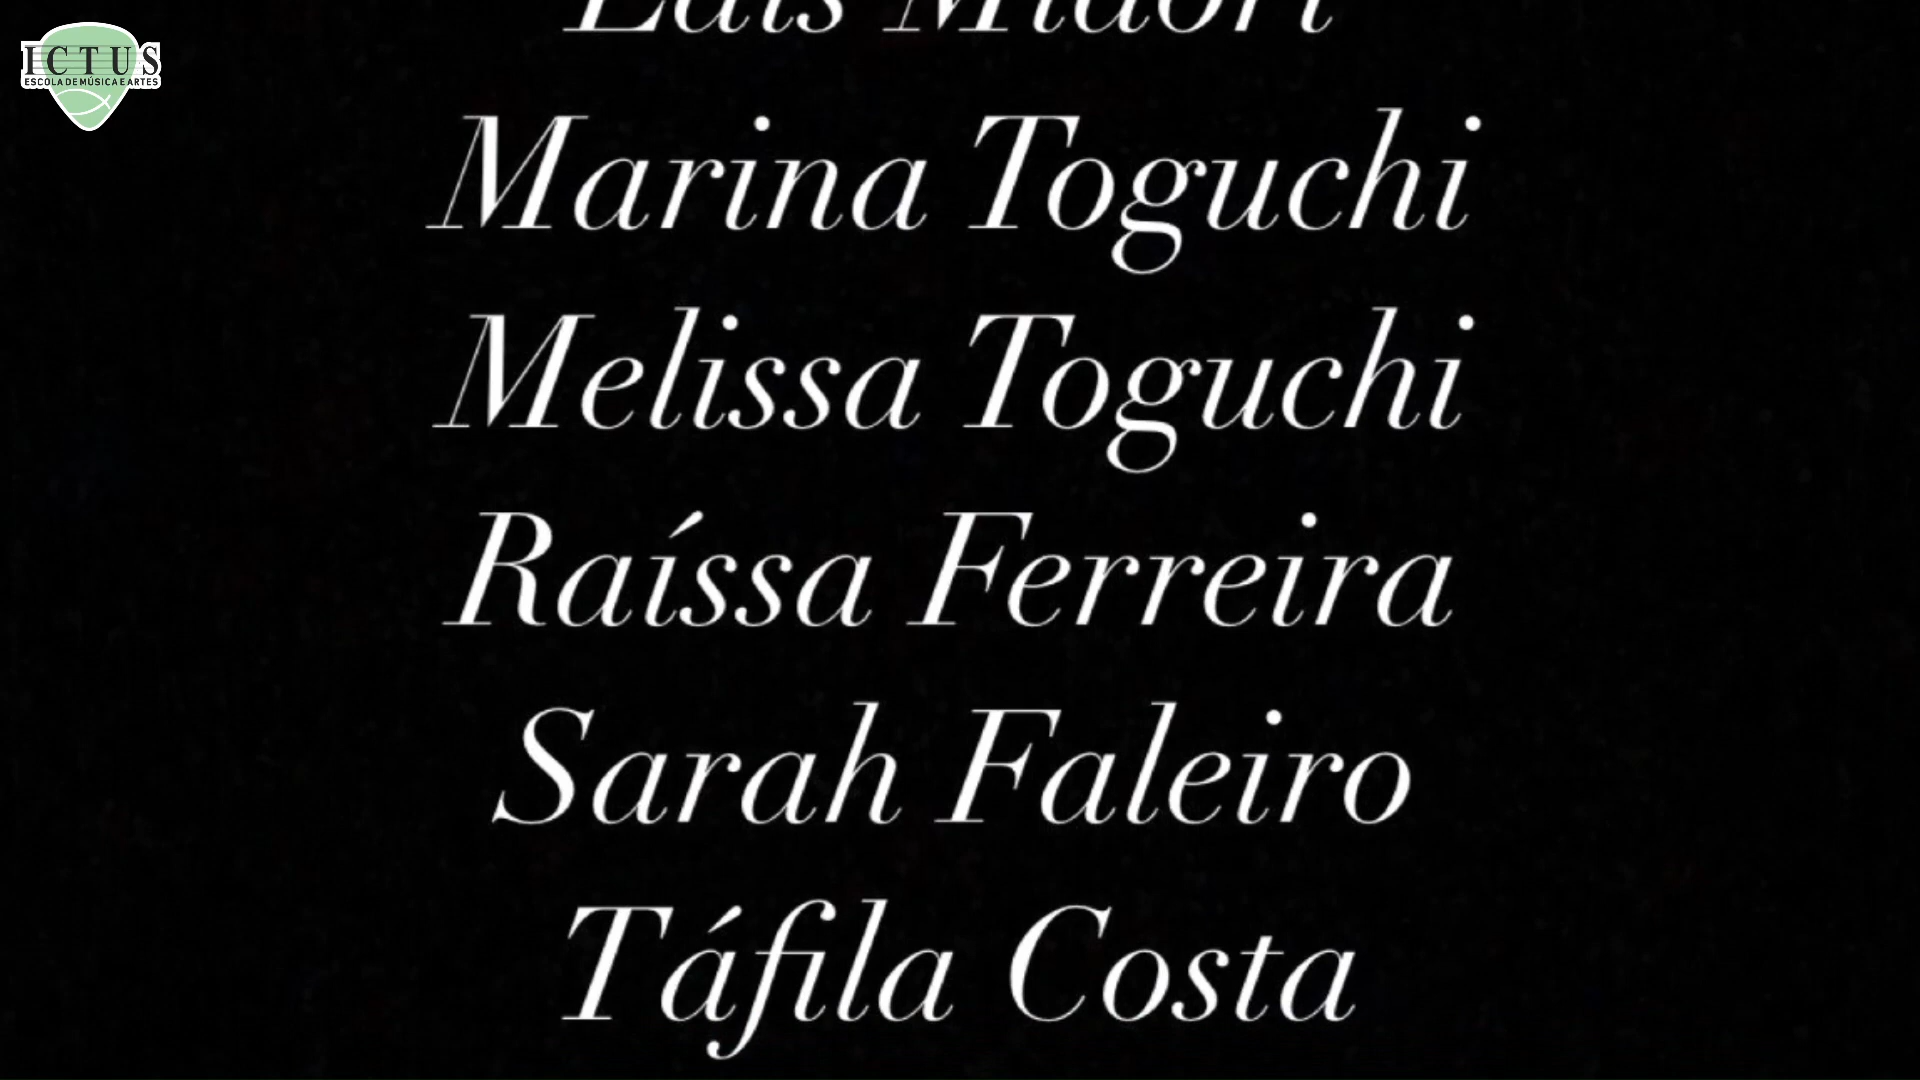 ICTUS
ESCOLA DE MÚSICA E ARTES
Marina Toguchi
Melissa Toguchi
Raíssa Ferreira
Sarah Faleiro
Táfila Costa